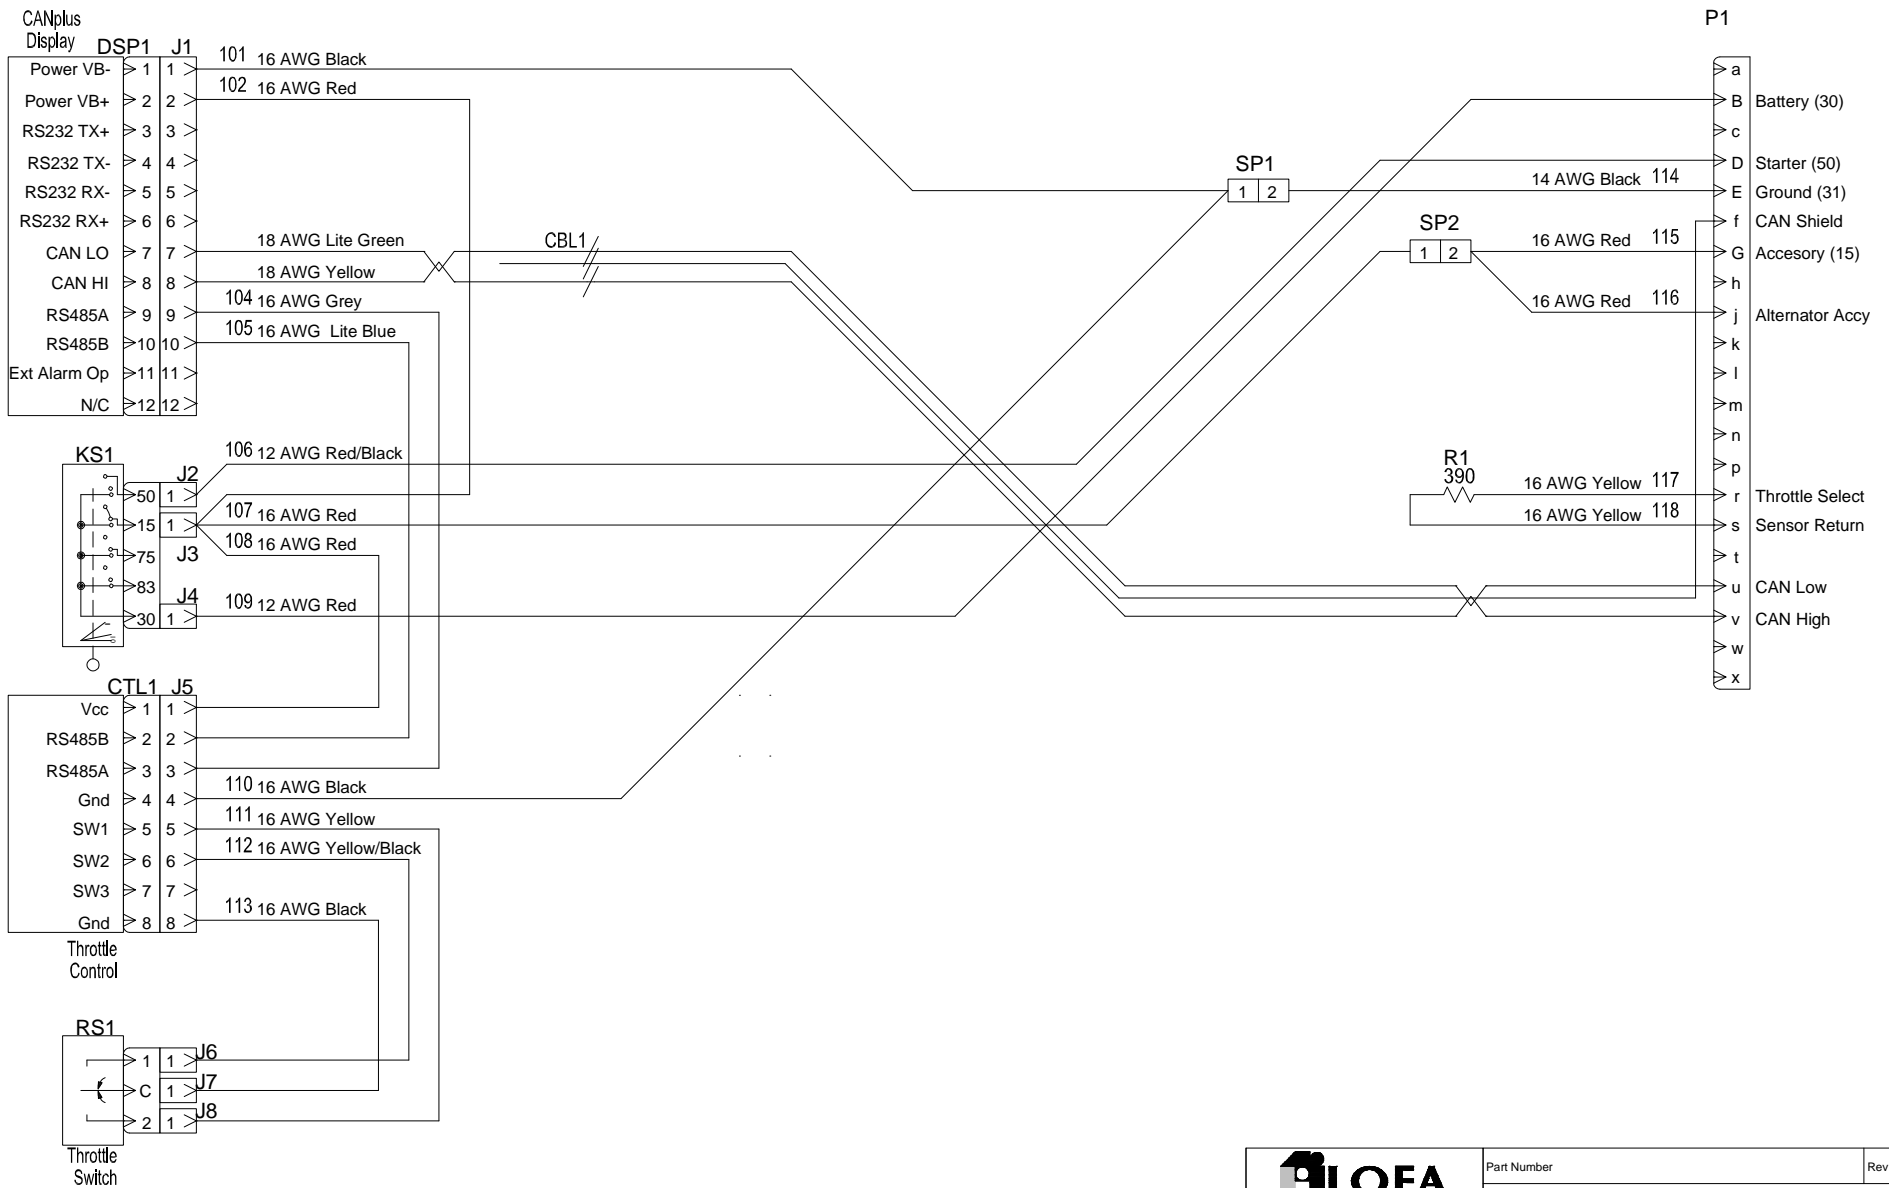 CANplus
Display
DSP1 J1
P1
Power VB- 1 1 101 16 AWG Black
Power VB+ 2 2 102 16 AWG Red
RS232 TX+ 3 3
RS232 TX- 4 4
RS232 RX- 5 5
RS232 RX+ 6 6
CAN LO 7 7 18 AWG Lite Green
CAN HI 8 8 18 AWG Yellow
CBL1
RS485A 9 9 104 16 AWG Grey
RS485B 10 10 105 16 AWG Lite Blue
Ext Alarm Op 11 11
N/C 12 12
KS1
J2
50 1 106 12 AWG Red/Black
15 1 107 16 AWG Red
J3
108 16 AWG Red
75
83
J4
30 1 109 12 AWG Red
CTL1 J5
Vcc 1 1
RS485B 2 2
RS485A 3 3
Gnd 4 4 110 16 AWG Black
SW1 5 5 111 16 AWG Yellow
SW2 6 6 112 16 AWG Yellow/Black
SW3 7 7
Gnd 8 8 113 16 AWG Black
Throttle
Control
RS1
1 1 J6
C 1 J7
2 1 J8
Throttle
Switch
SP1
1 2
14 AWG Black 114
SP2
1 2
16 AWG Red 115
16 AWG Red 116
R1
390
16 AWG Yellow 117
16 AWG Yellow 118
a
B Battery (30)
c
D Starter (50)
E Ground (31)
f CAN Shield
G Accesory (15)
h
j Alternator Accy
k
l
m
n
p
r Throttle Select
s Sensor Return
t
u CAN Low
v CAN High
w
x
LOFA
Part Number
Rev